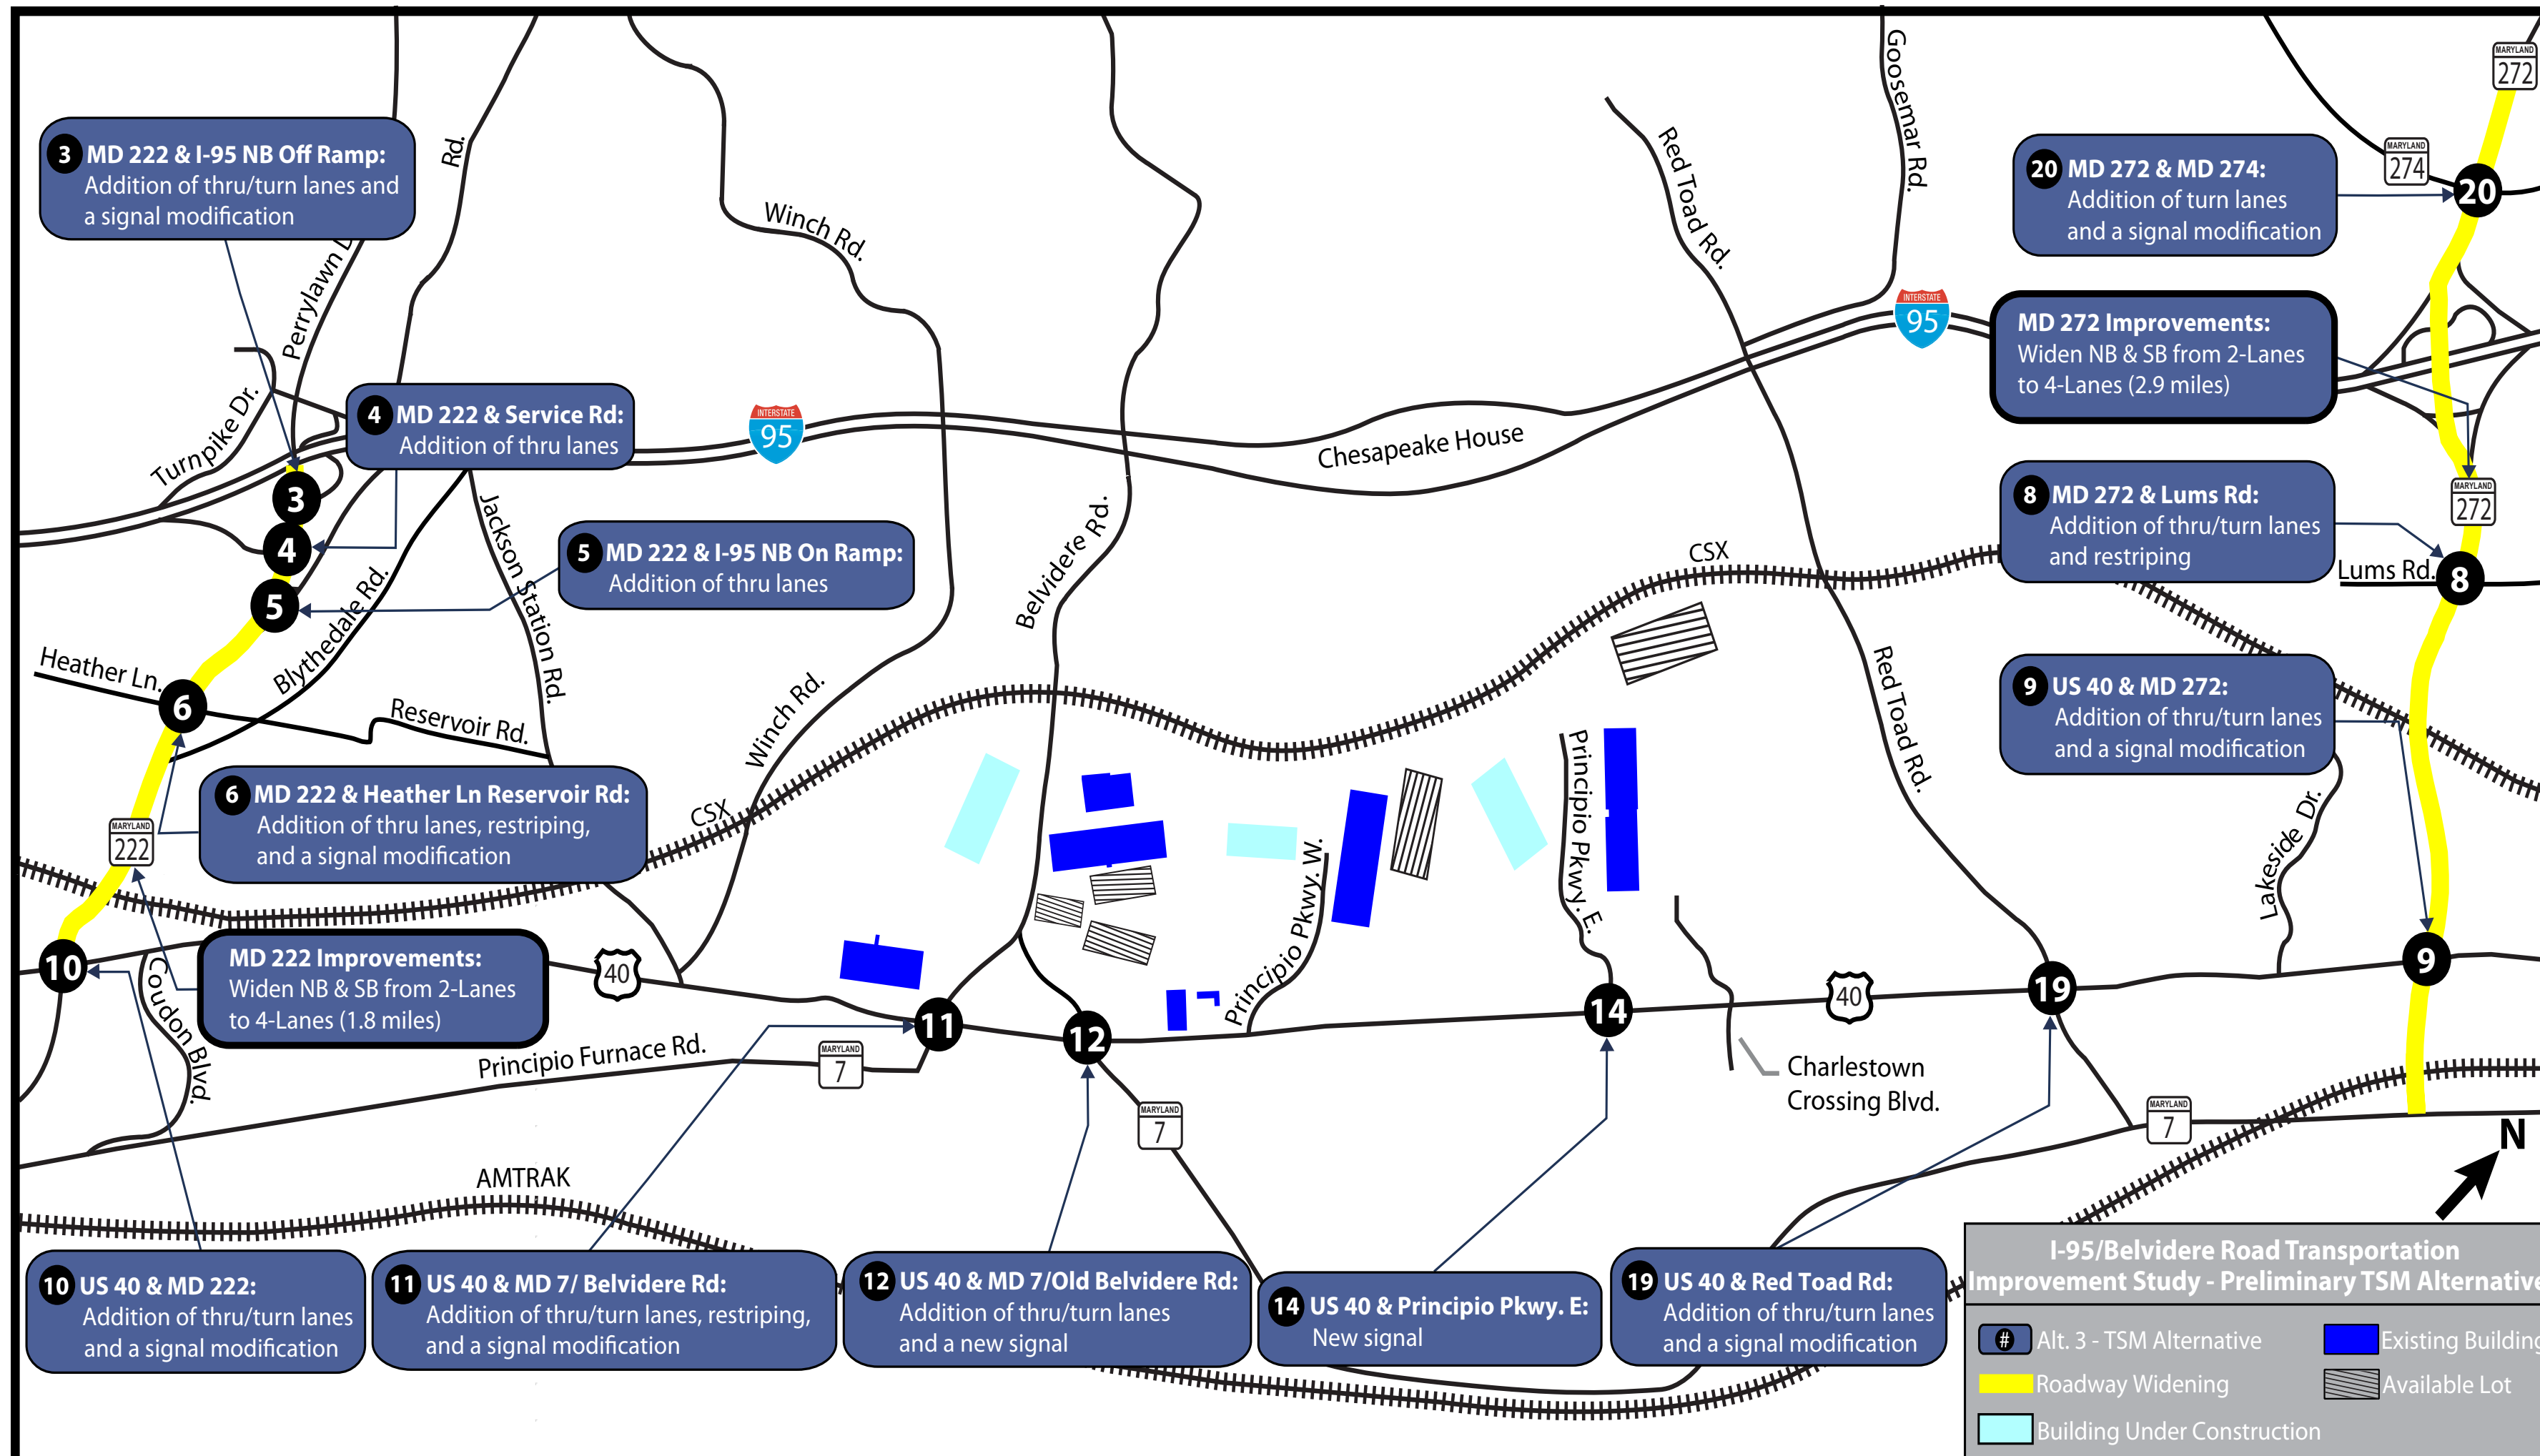 MARYLAND
272
Goosemar Rd.
3 MD 222 & I-95 NB Off Ramp:
Addition of thru/turn lanes and
a signal modification
Rd.
Red Toad Rd.
20 MD 272 & MD 274:
Addition of turn lanes
and a signal modification
MARYLAND
274
20
Winch Rd.
Perrylawn
INTERSTATE
95
MD 272 Improvements:
Widen NB & SB from 2-Lanes
to 4-Lanes (2.9 miles)
Turnpike Dr.
4 MD 222 & Service Rd:
Addition of thru lanes
INTERSTATE
95
Chesapeake House
3
4
5
8 MD 272 & Lums Rd:
Addition of thru/turn lanes
and restriping
MARYLAND
272
Jackson Station Rd.
5 MD 222 & I-95 NB On Ramp:
Addition of thru lanes
Belvidere Rd.
CSX
Lums Rd.
8
Blythedale Rd.
Heather Ln.
6
Reservoir Rd.
Winch Rd.
Red Toad Rd.
9 US 40 & MD 272:
Addition of thru/turn lanes
and a signal modification
6 MD 222 & Heather Ln Reservoir Rd:
Addition of thru lanes, restriping,
and a signal modification
MARYLAND
222
CSX
Principio Pkwy. W.
Principio Pkwy. E.
Lakeside Dr.
10
Coudon Blvd.
MD 222 Improvements:
Widen NB & SB from 2-Lanes
to 4-Lanes (1.8 miles)
40
11
12
14
40
19
9
Principio Furnace Rd.
MARYLAND
7
Charlestown
Crossing Blvd.
MARYLAND
7
MARYLAND
7
N
AMTRAK
10 US 40 & MD 222:
Addition of thru/turn lanes
and a signal modification
11 US 40 & MD 7/ Belvidere Rd:
Addition of thru/turn lanes, restriping,
and a signal modification
12 US 40 & MD 7/Old Belvidere Rd:
Addition of thru/turn lanes
and a new signal
14 US 40 & Principio Pkwy. E:
New signal
19 US 40 & Red Toad Rd:
Addition of thru/turn lanes
and a signal modification
I-95/Belvidere Road Transportation
Improvement Study - Preliminary TSM Alternative
# Alt. 3 - TSM Alternative
Existing Building
Roadway Widening
Available Lot
Building Under Construction